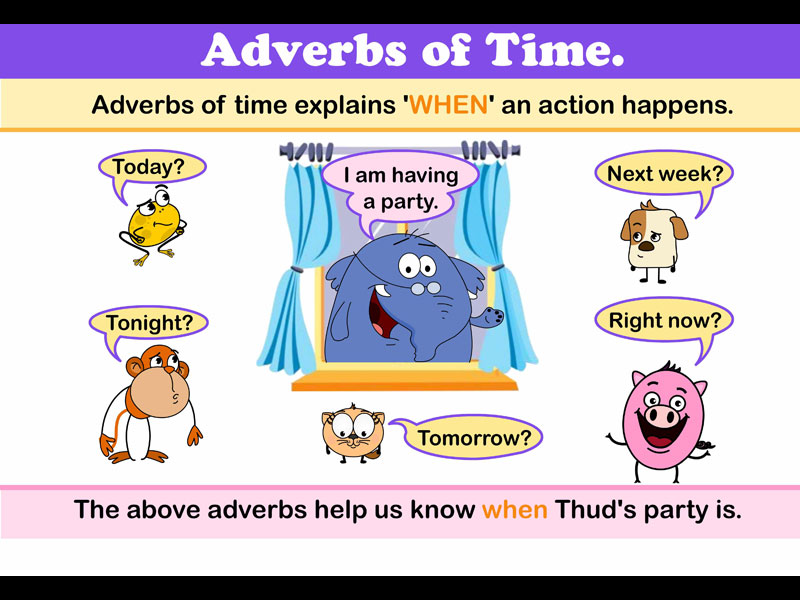 Adverbs of Time.
Adverbs of time explains 'WHEN' an action happens.
Today?
I am having
a party.
Next week?
Tonight?
Right now?
Tomorrow?
The above adverbs help us know when Thud's party is.